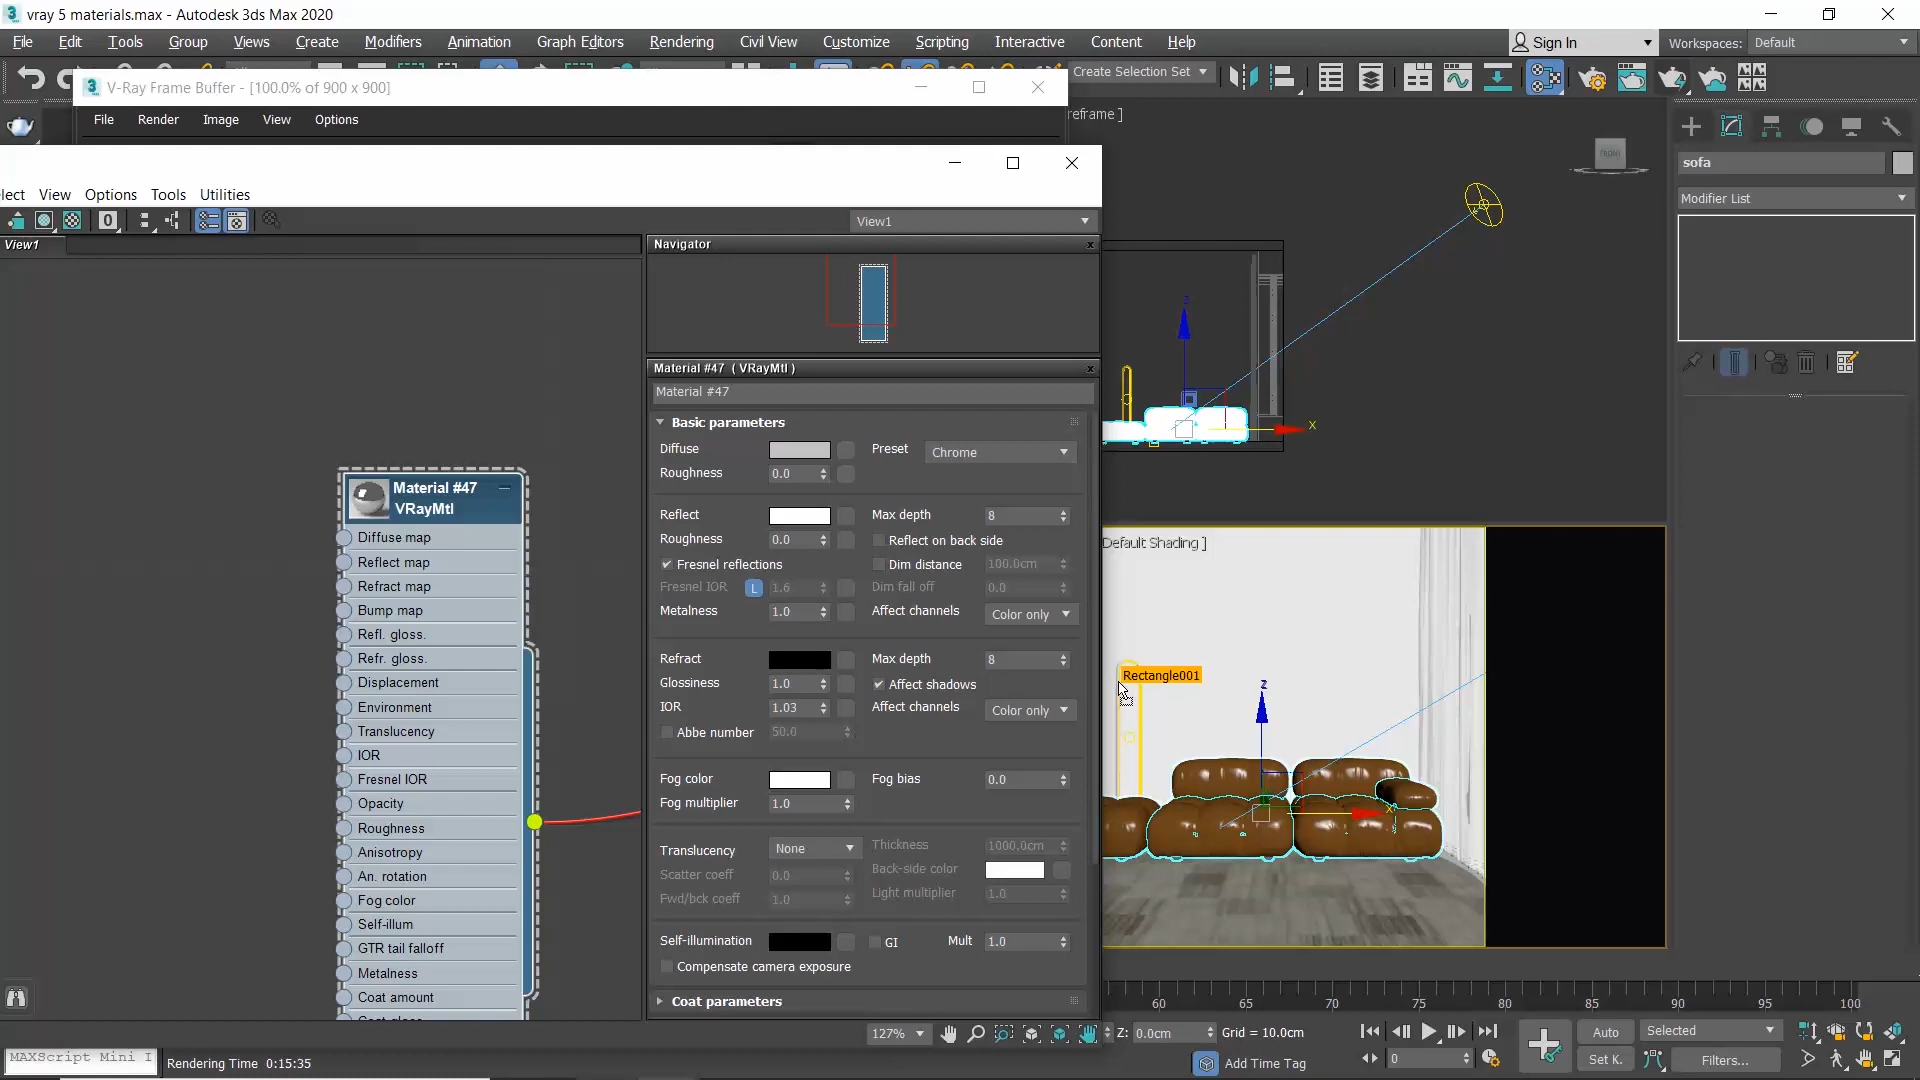 vray 5 materials.max - Autodesk 3ds Max 2020
File Edit Tools Group Views Create Modifiers Animation Graph Editors Rendering Civil View Customize Scripting Interactive Content Help
Sign In
Workspaces: Default
Create Selection Set
V-Ray Frame Buffer - [100.0% of 900 x 900]
File Render Image View Options
reframe ]
FRONT
sofa
Modifier List
lect View Options Tools Utilities
0
View1
View1
Navigator
Material #47 ( VRayMtl )
Material #47
Basic parameters
Diffuse
Preset Chrome
Roughness 0.0
Reflect
Max depth 8
Roughness 0.0
Reflect on back side
Fresnel reflections
Dim distance 100.0cm
Fresnel IOR L 1.6
Dim fall off 0.0
Metalness 1.0
Affect channels Color only
Refract
Max depth 8
Glossiness 1.0
Affect shadows
IOR 1.03
Affect channels Color only
Abbe number 50.0
Fog color
Fog bias 0.0
Fog multiplier 1.0
Translucency None
Thickness 1000.0cm
Scatter coeff 0.0
Back-side color
Fwd/bck coeff 1.0
Light multiplier 1.0
Self-illumination
GI
Mult 1.0
Compensate camera exposure
Coat parameters
Material #47
VRayMtl
Diffuse map
Reflect map
Refract map
Bump map
Refl. gloss.
Refr. gloss.
Displacement
Environment
Translucency
IOR
Fresnel IOR
Opacity
Roughness
Anisotropy
An. rotation
Fog color
Self-illum
GTR tail falloff
Metalness
Coat amount
Coat gloss
z
X
Default Shading ]
Rectangle001
z
X
60 65 70 75 80 85 90 95 100
127%
Z: 0.0cm
Grid = 10.0cm
Add Time Tag
0
Auto
Selected
Set K.
Filters...
MAXScript Mini I
Rendering Time 0:15:35